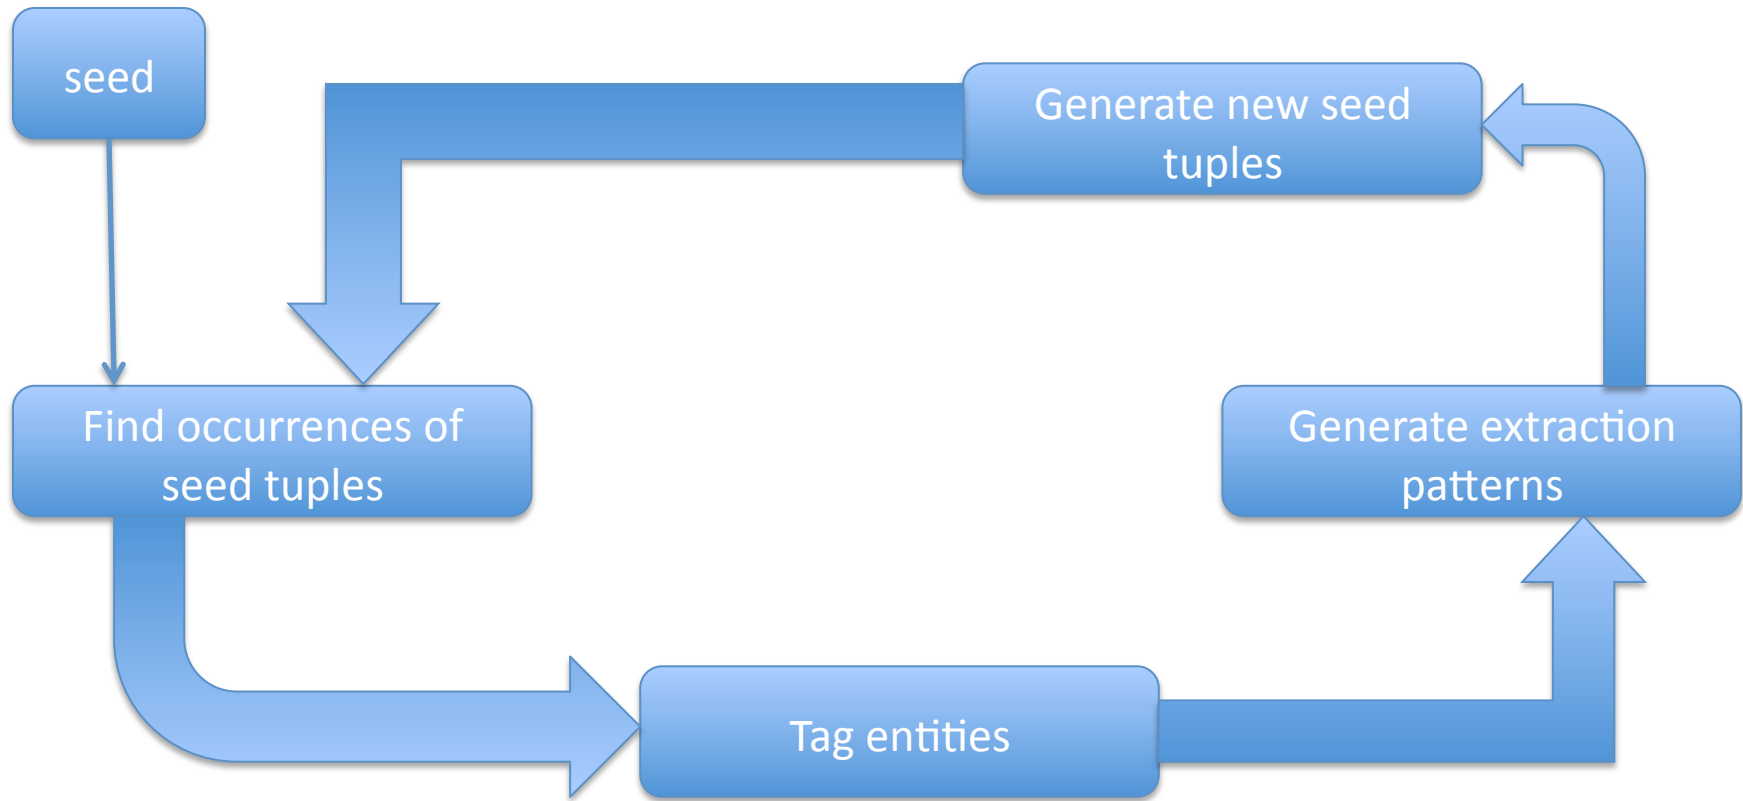 seed
Generate new seed
tuples
Find occurrences of
seed tuples
Generate extraction
patterns
Tag entities